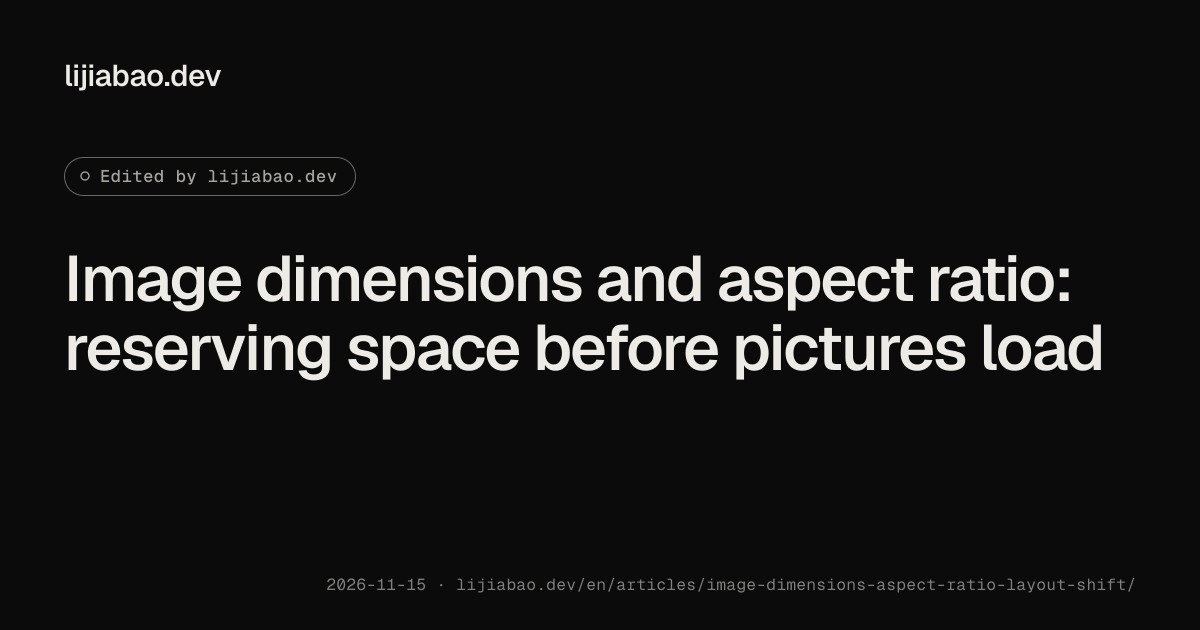 lijiabao.dev
Edited by lijiabao.dev
Image dimensions and aspect ratio:
reserving space before pictures load
2026-11-15 · lijiabao.dev/en/articles/image-dimensions-aspect-ratio-layout-shift/